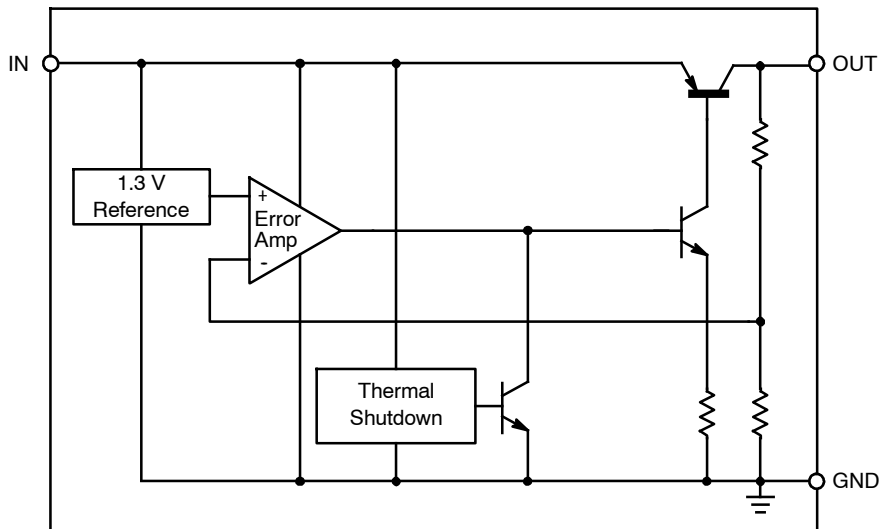 IN
OUT
1.3 V
Reference
+
Error
Amp
-
Thermal
Shutdown
GND